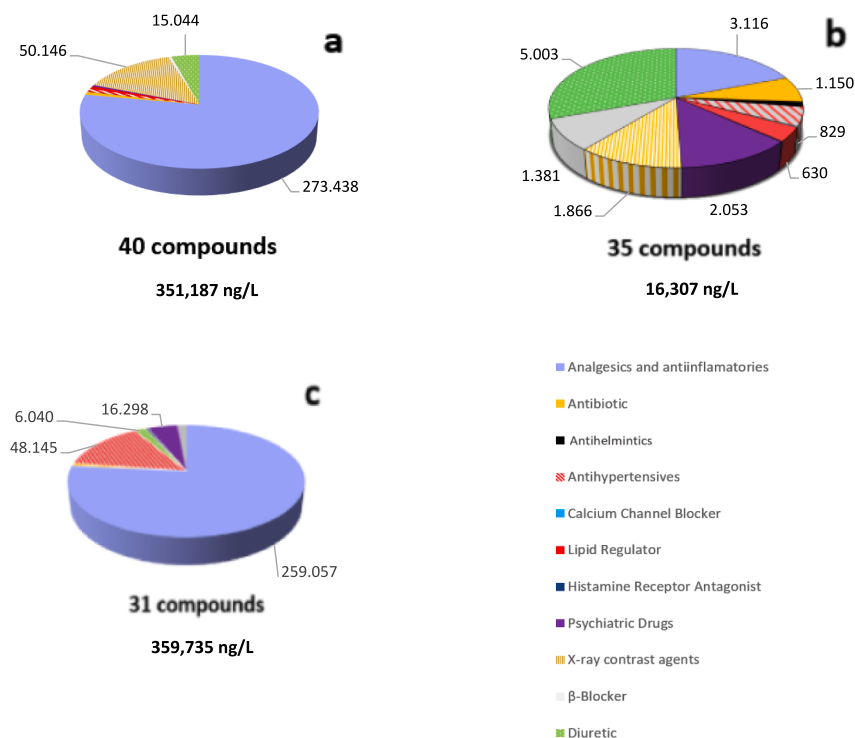 15.044
a
50.146
273.438
40 compounds
351,187 ng/L
3.116
b
5.003
1.150
829
630
1.381
1.866
2.053
35 compounds
16,307 ng/L
c
16.298
6.040
48.145
259.057
31 compounds
359,735 ng/L
Analgesics and antiinflamatories
Antibiotic
Antihelmintics
Antihypertensives
Calcium Channel Blocker
Lipid Regulator
Histamine Receptor Antagonist
Psychiatric Drugs
X-ray contrast agents
β-Blocker
Diuretic